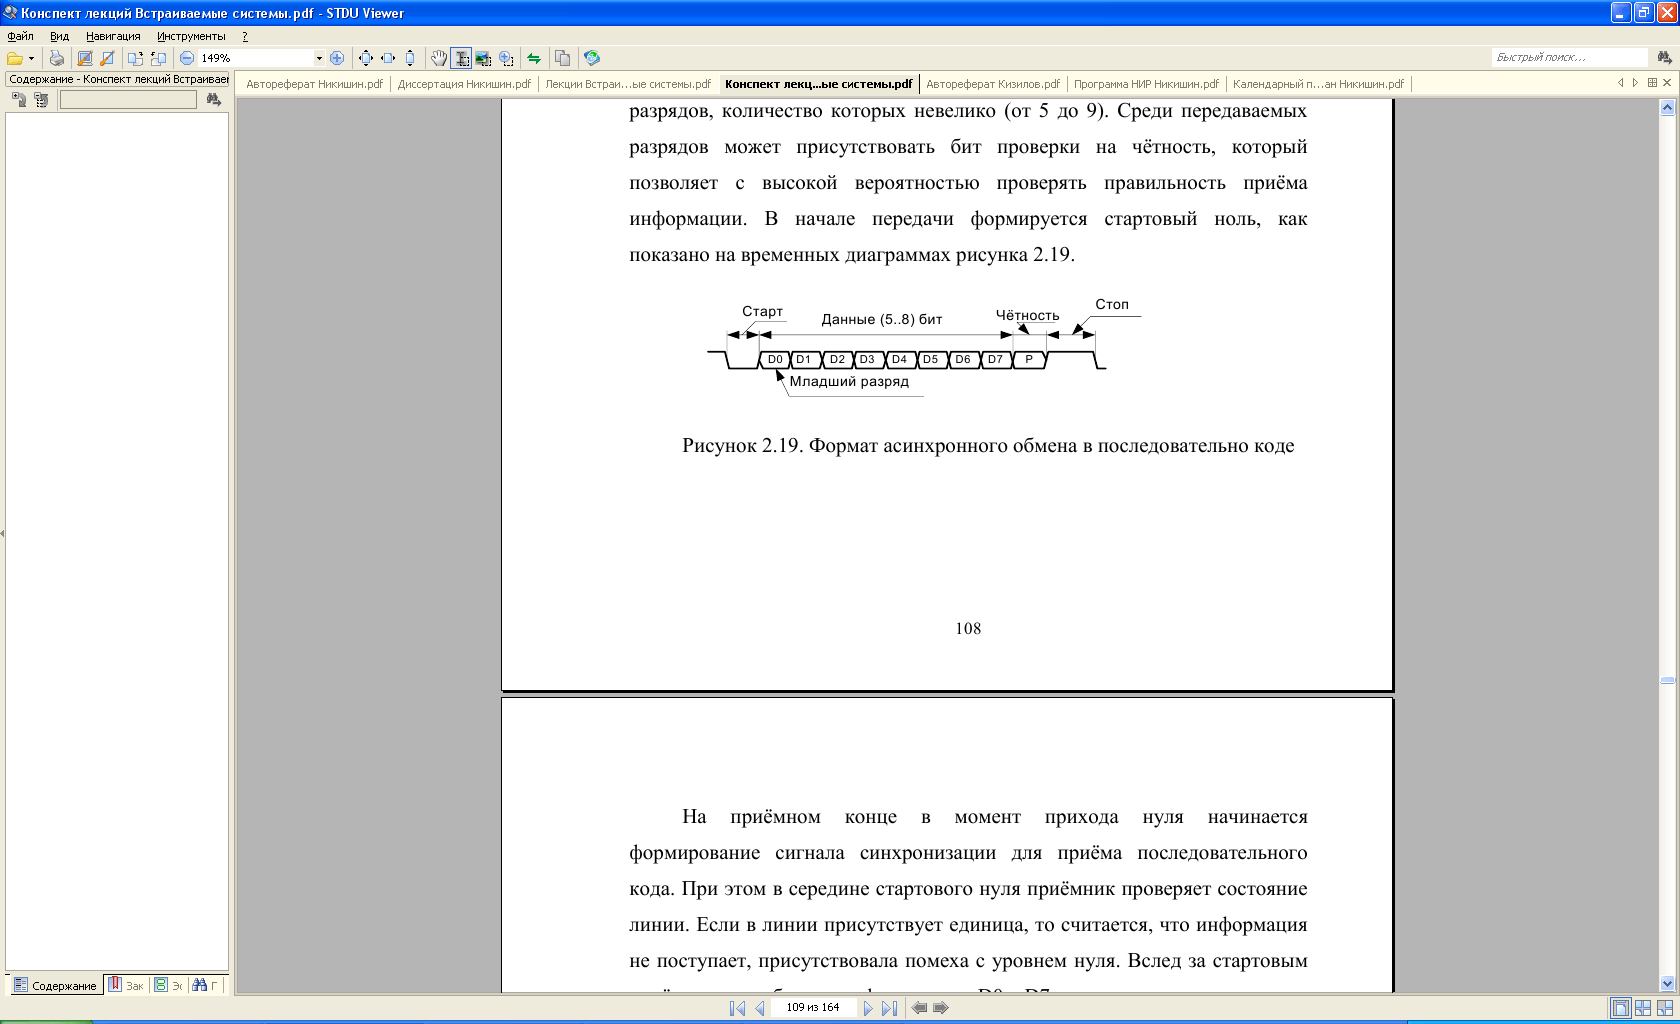 Конспект лекций Встраиваемые системы.pdf - STDU Viewer
Файл Вид Навигация Инструменты ?
149%
Быстрый поиск...
Содержание - Конспект лекций Встраивае
Автореферат Никишин.pdf Диссертация Никишин.pdf Лекции Встраи...ые системы.pdf Конспект лекц...ые системы.pdf Автореферат Кизилов.pdf Программа НИР Никишин.pdf Календарный п...ан Никишин.pdf
разрядов, количество которых невелико (от 5 до 9). Среди передаваемых
разрядов может присутствовать бит проверки на чётность, который
позволяет с высокой вероятностью проверять правильность приёма
информации. В начале передачи формируется стартовый ноль, как
показано на временных диаграммах рисунка 2.19.
Старт Данные (5..8) бит Чётность Стоп
D0 D1 D2 D3 D4 D5 D6 D7 P
Младший разряд
Рисунок 2.19. Формат асинхронного обмена в последовательно коде
108
На приёмном конце в момент прихода нуля начинается
формирование сигнала синхронизации для приёма последовательного
кода. При этом в середине стартового нуля приёмник проверяет состояние
линии. Если в линии присутствует единица, то считается, что информация
не поступает, присутствовала помеха с уровнем нуля. Вслед за стартовым
Содержание Зак Эс Г
109 из 164